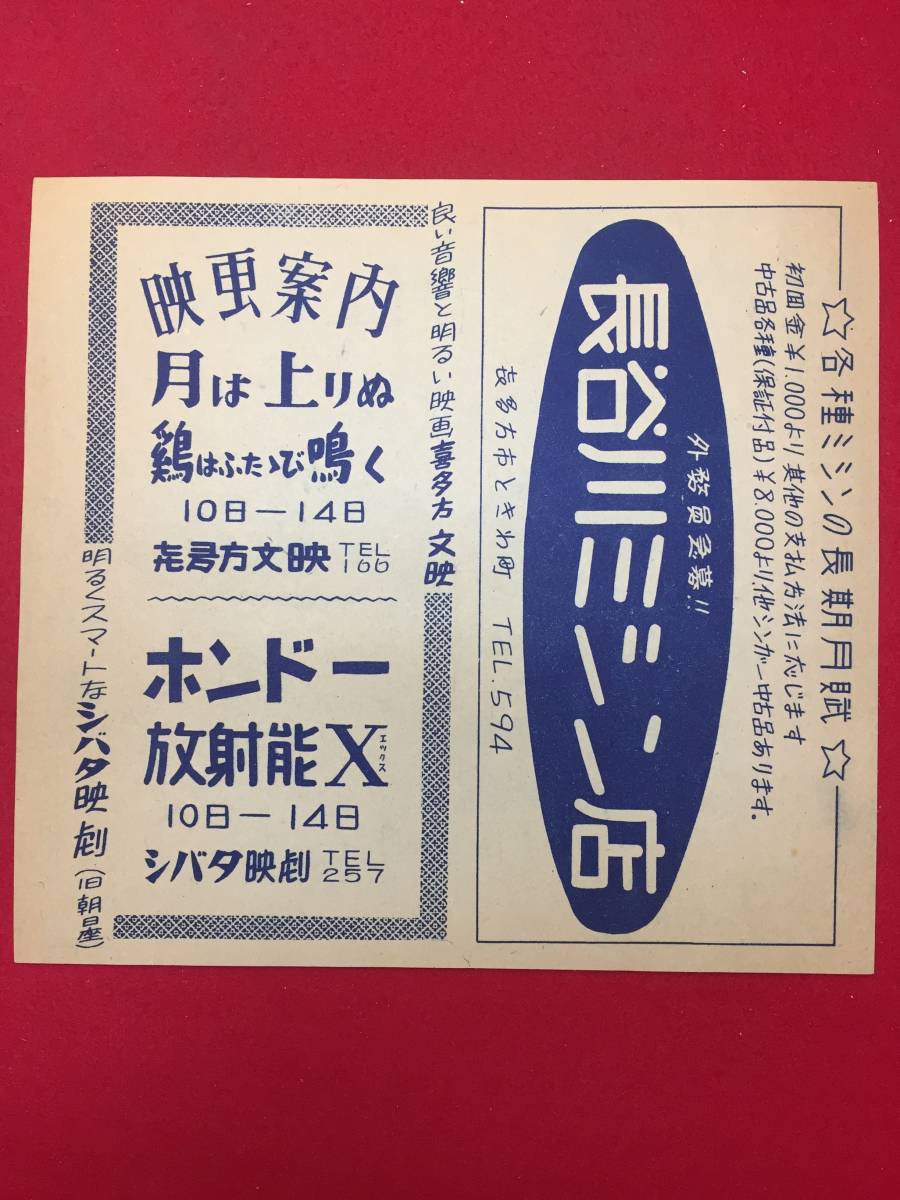 良い音響と明るい映画喜多方文映
映画案内
月は上りぬ
鶏はふたゝび鳴く
10日—14日
㐂多方文映 TEL 166
ホンドー
放射能X
エックス
10日—14日
シバタ映劇 TEL 257
明るくスマートなシバタ映劇(旧朝日座)
☆各種ミシンの長期月賦☆
初回金¥1.000より其他の支払方法に応じます
中古品各種(保証付品)¥8.000より他シンガー中古品あります。
外務員急募!!
長谷川ミシン店
喜多方市ときわ町 TEL.594